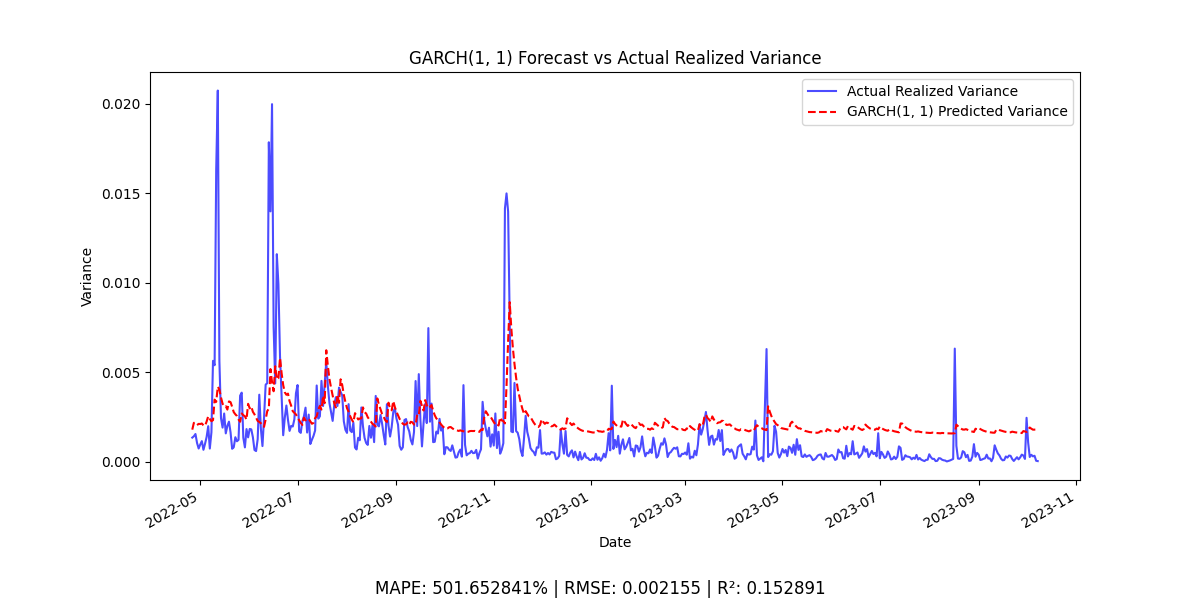 GARCH(1, 1) Forecast vs Actual Realized Variance
Actual Realized Variance
GARCH(1, 1) Predicted Variance
0.020
0.015
0.010
0.005
0.000
Variance
2022-05
2022-07
2022-09
2022-11
2023-01
2023-03
2023-05
2023-07
2023-09
2023-11
Date
MAPE: 501.652841% | RMSE: 0.002155 | R²: 0.152891